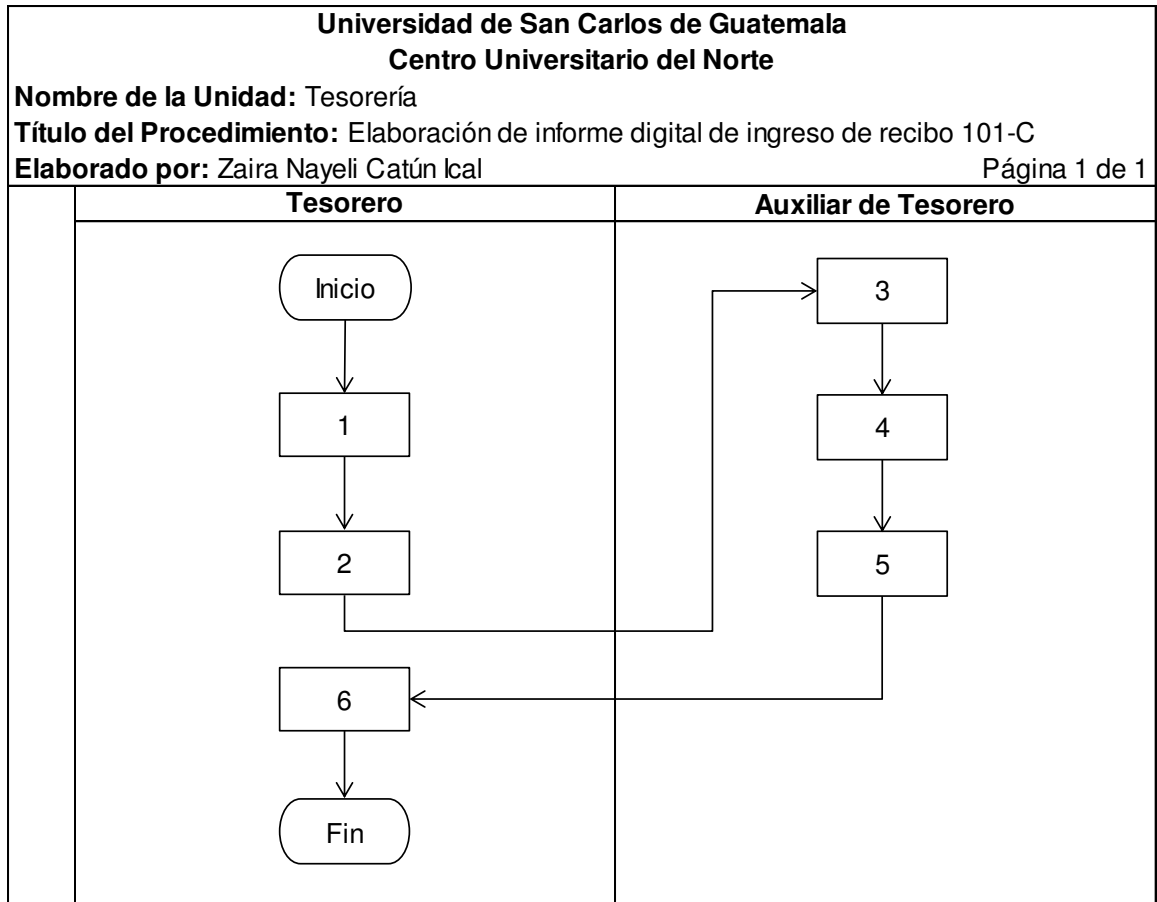 Universidad de San Carlos de Guatemala
Centro Universitario del Norte
Nombre de la Unidad: Tesorería
Título del Procedimiento: Elaboración de informe digital de ingreso de recibo 101-C
Elaborado por: Zaira Nayeli Catún Ical Página 1 de 1
Tesorero Auxiliar de Tesorero
Inicio
1
2
3
4
5
6
Fin